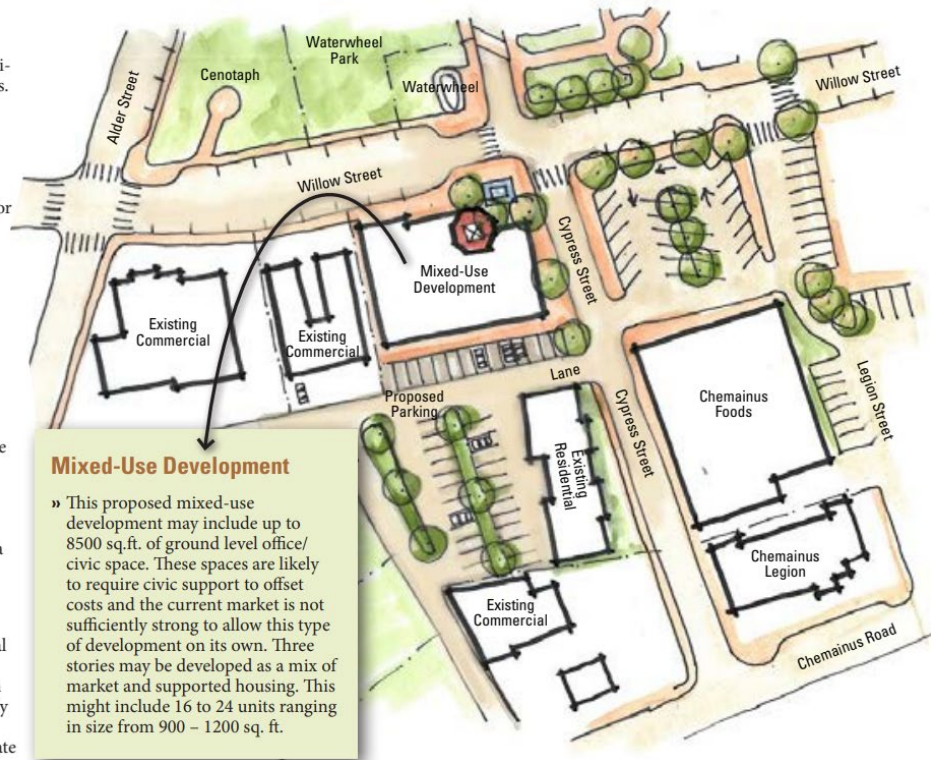 Waterwheel
Park
Cenotaph
Waterwheel
Willow Street
Alder Street
Willow Street
Cypress Street
Mixed-Use
Development
Existing
Commercial
Existing
Commercial
Lane
Proposed
Parking
Chemainus
Foods
Legion Street
Cypress Street
Existing
Residential
Chemainus
Legion
Existing
Commercial
Chemainus Road
Mixed-Use Development
» This proposed mixed-use
development may include up to
8500 sq.ft. of ground level office/
civic space. These spaces are likely
to require civic support to offset
costs and the current market is not
sufficiently strong to allow this type
of development on its own. Three
stories may be developed as a mix of
market and supported housing. This
might include 16 to 24 units ranging
in size from 900 – 1200 sq. ft.